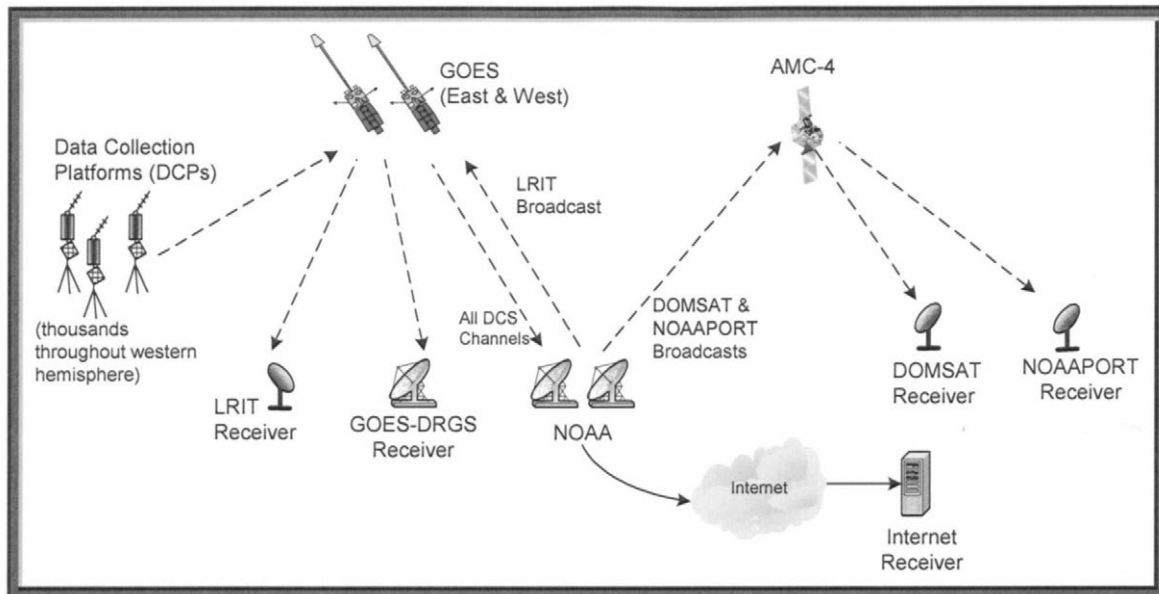 GOES
(East & West)
AMC-4
Data Collection
Platforms (DCPs)
LRIT
Broadcast
(thousands
throughout western
hemisphere)
All DCS
Channels
DOMSAT &
NOAAPORT
Broadcasts
LRIT
Receiver
GOES-DRGS
Receiver
NOAA
DOMSAT
Receiver
NOAAPORT
Receiver
Internet
Internet
Receiver